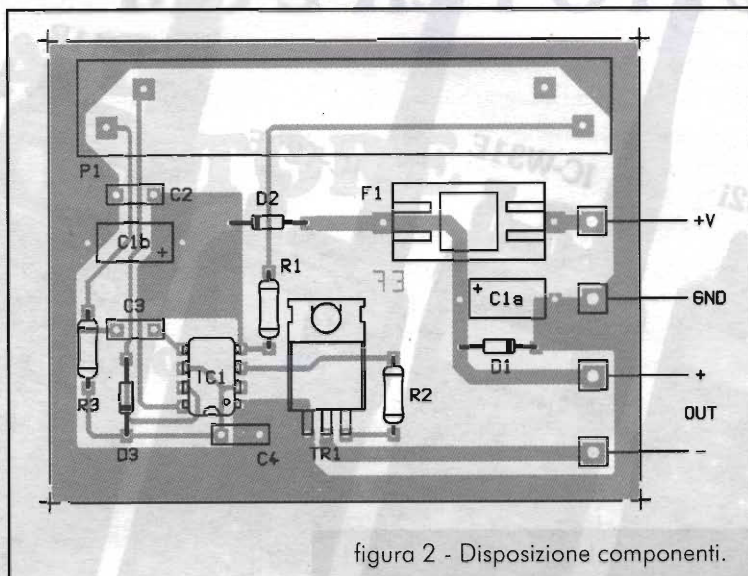 P1
C2
D2
F1
+V
C1b
+
R1
+
C1a
GND
C3
IC1
D1
+
R3
R2
OUT
D3
C4
TR1
-
figura 2 - Disposizione componenti.